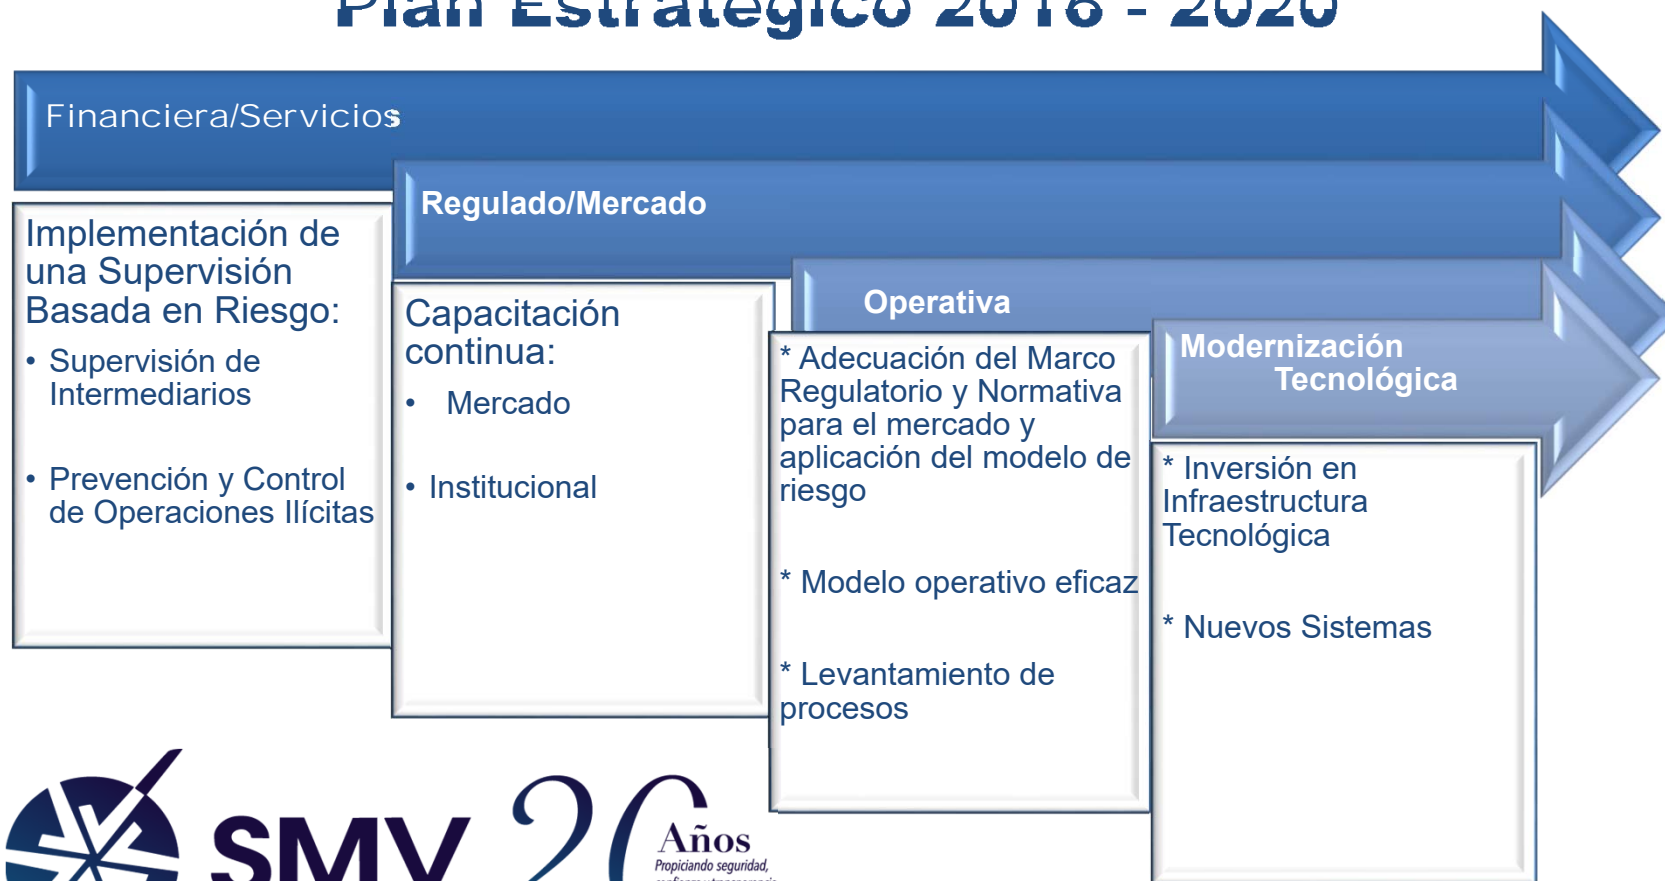 Plan Estratégico 2016 - 2020
Financiera/Servicios
Implementación de
una Supervisión
Basada en Riesgo:
• Supervisión de
Intermediarios
• Prevención y Control
de Operaciones Ilícitas
Regulado/Mercado
Capacitación
continua:
• Mercado
• Institucional
Operativa
* Adecuación del Marco
Regulatorio y Normativa
para el mercado y
aplicación del modelo de
riesgo
* Modelo operativo eficaz
* Levantamiento de
procesos
Modernización
Tecnológica
* Inversión en
Infraestructura
Tecnológica
* Nuevos Sistemas
SMV
20
Años
Propiciando seguridad,